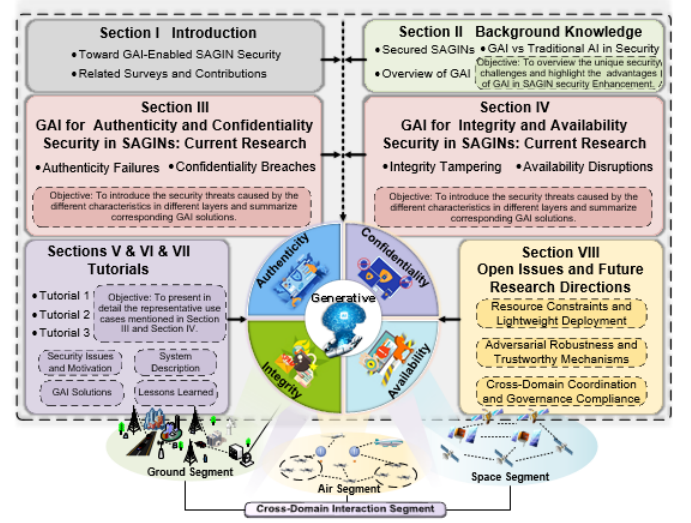 Section I   Introduction
• Toward GAI-Enabled SAGIN Security
• Related Surveys and Contributions
Section II   Background Knowledge
• Secured SAGINs
• GAI vs Traditional AI in Security
• Overview of GAI
Objective: To overview the unique security
challenges and highlight the advantages
of GAI in SAGIN security Enhancement.
Section III
GAI for Authenticity and Confidentiality
Security in SAGINs: Current Research
• Authenticity Failures
• Confidentiality Breaches
Objective: To introduce the security threats caused by the
different characteristics in different layers and summarize
corresponding GAI solutions.
Section IV
GAI for Integrity and Availability
Security in SAGINs: Current Research
• Integrity Tampering
• Availability Disruptions
Objective: To introduce the security threats caused by the
different characteristics in different layers and summarize
corresponding GAI solutions.
Sections V & VI & VII
Tutorials
• Tutorial 1
• Tutorial 2
• Tutorial 3
Objective: To present in
detail the representative use
cases mentioned in Section
III and Section IV.
Security Issues
and Motivation
System
Description
GAI Solutions
Lessons Learned
Authenticity
Confidentiality
Generative
Integrity
Availability
Section VIII
Open Issues and Future
Research Directions
Resource Constraints and
Lightweight Deployment
Adversarial Robustness and
Trustworthy Mechanisms
Cross-Domain Coordination
and Governance Compliance
Ground Segment
Air Segment
Space Segment
Cross-Domain Interaction Segment